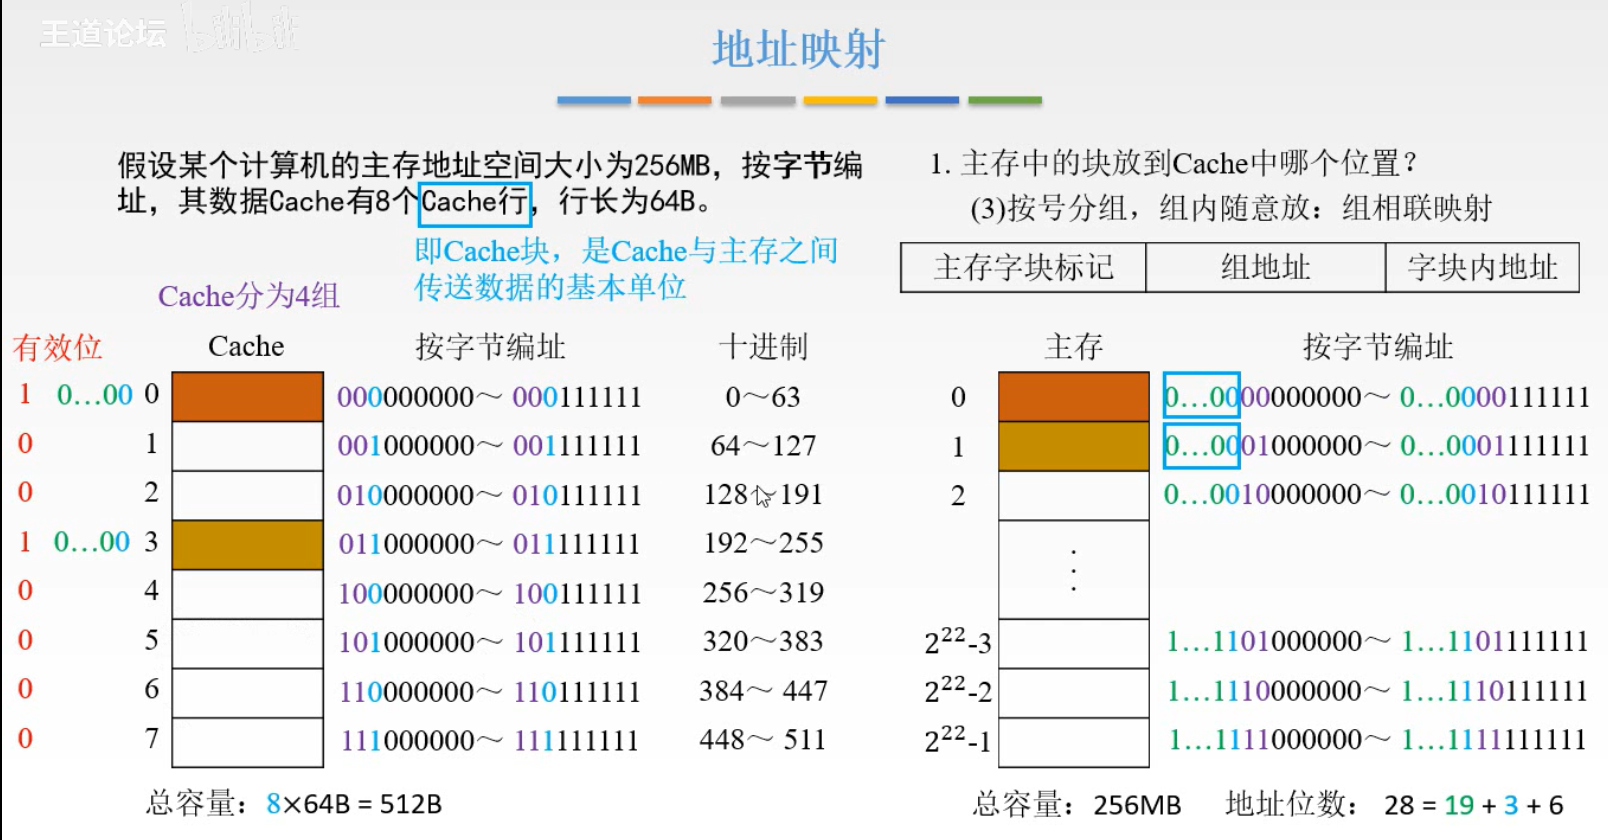 王道论坛 bilibili
地址映射
假设某个计算机的主存地址空间大小为256MB，按字节编
址，其数据Cache有8个Cache行，行长为64B。
即Cache块，是Cache与主存之间
传送数据的基本单位
1. 主存中的块放到Cache中哪个位置？
(3)按号分组，组内随意放：组相联映射
主存字块标记 组地址 字块内地址
Cache分为4组
有效位 Cache 按字节编址 十进制 主存 按字节编址
1 0…00 0 000000000～000111111 0～63 0 0…0000000000～0…0000111111
0 1 001000000～001111111 64～127 1 0…0001000000～0…0001111111
0 2 010000000～010111111 128～191 2 0…0010000000～0…0010111111
1 0…00 3 011000000～011111111 192～255
0 4 100000000～100111111 256～319
0 5 101000000～101111111 320～383 2²²-3 1…1101000000～1…1101111111
0 6 110000000～110111111 384～447 2²²-2 1…1110000000～1…1110111111
0 7 111000000～111111111 448～511 2²²-1 1…1111000000～1…1111111111
总容量：8×64B = 512B 总容量：256MB 地址位数：28 = 19 + 3 + 6